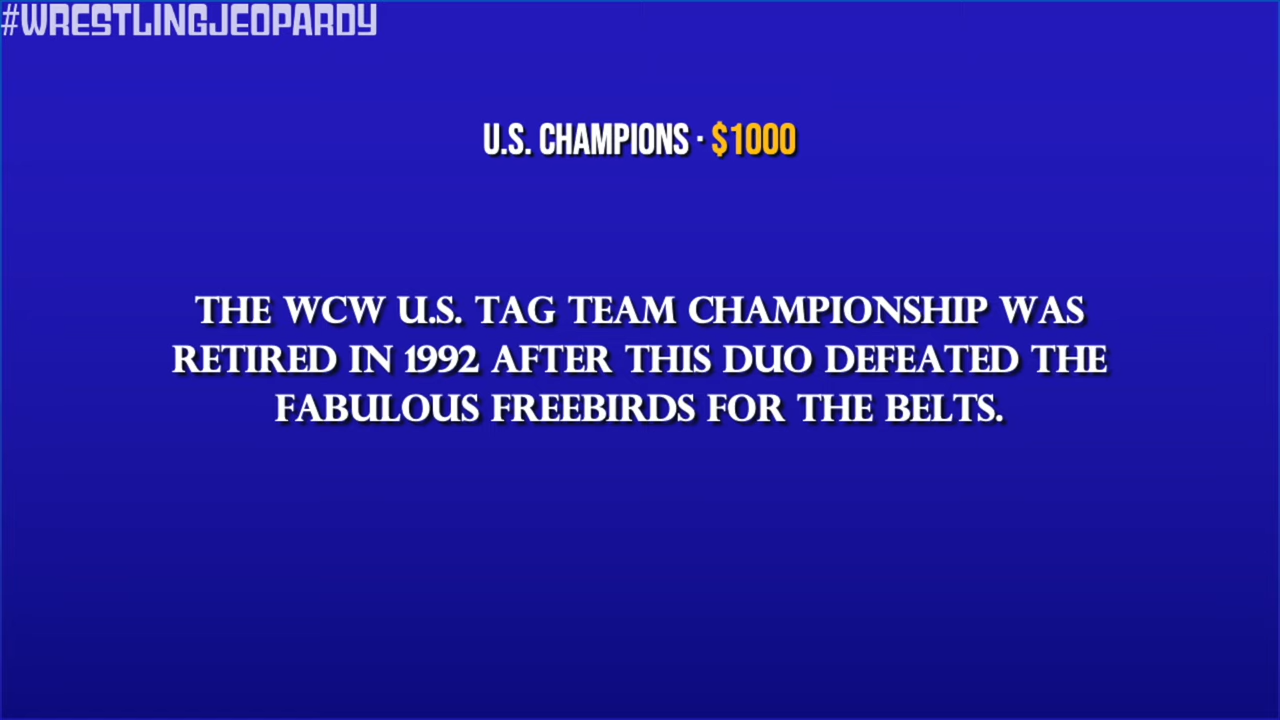 #WRESTLINGJEOPARDY
U.S. CHAMPIONS · $1000
THE WCW U.S. TAG TEAM CHAMPIONSHIP WAS
RETIRED IN 1992 AFTER THIS DUO DEFEATED THE
FABULOUS FREEBIRDS FOR THE BELTS.